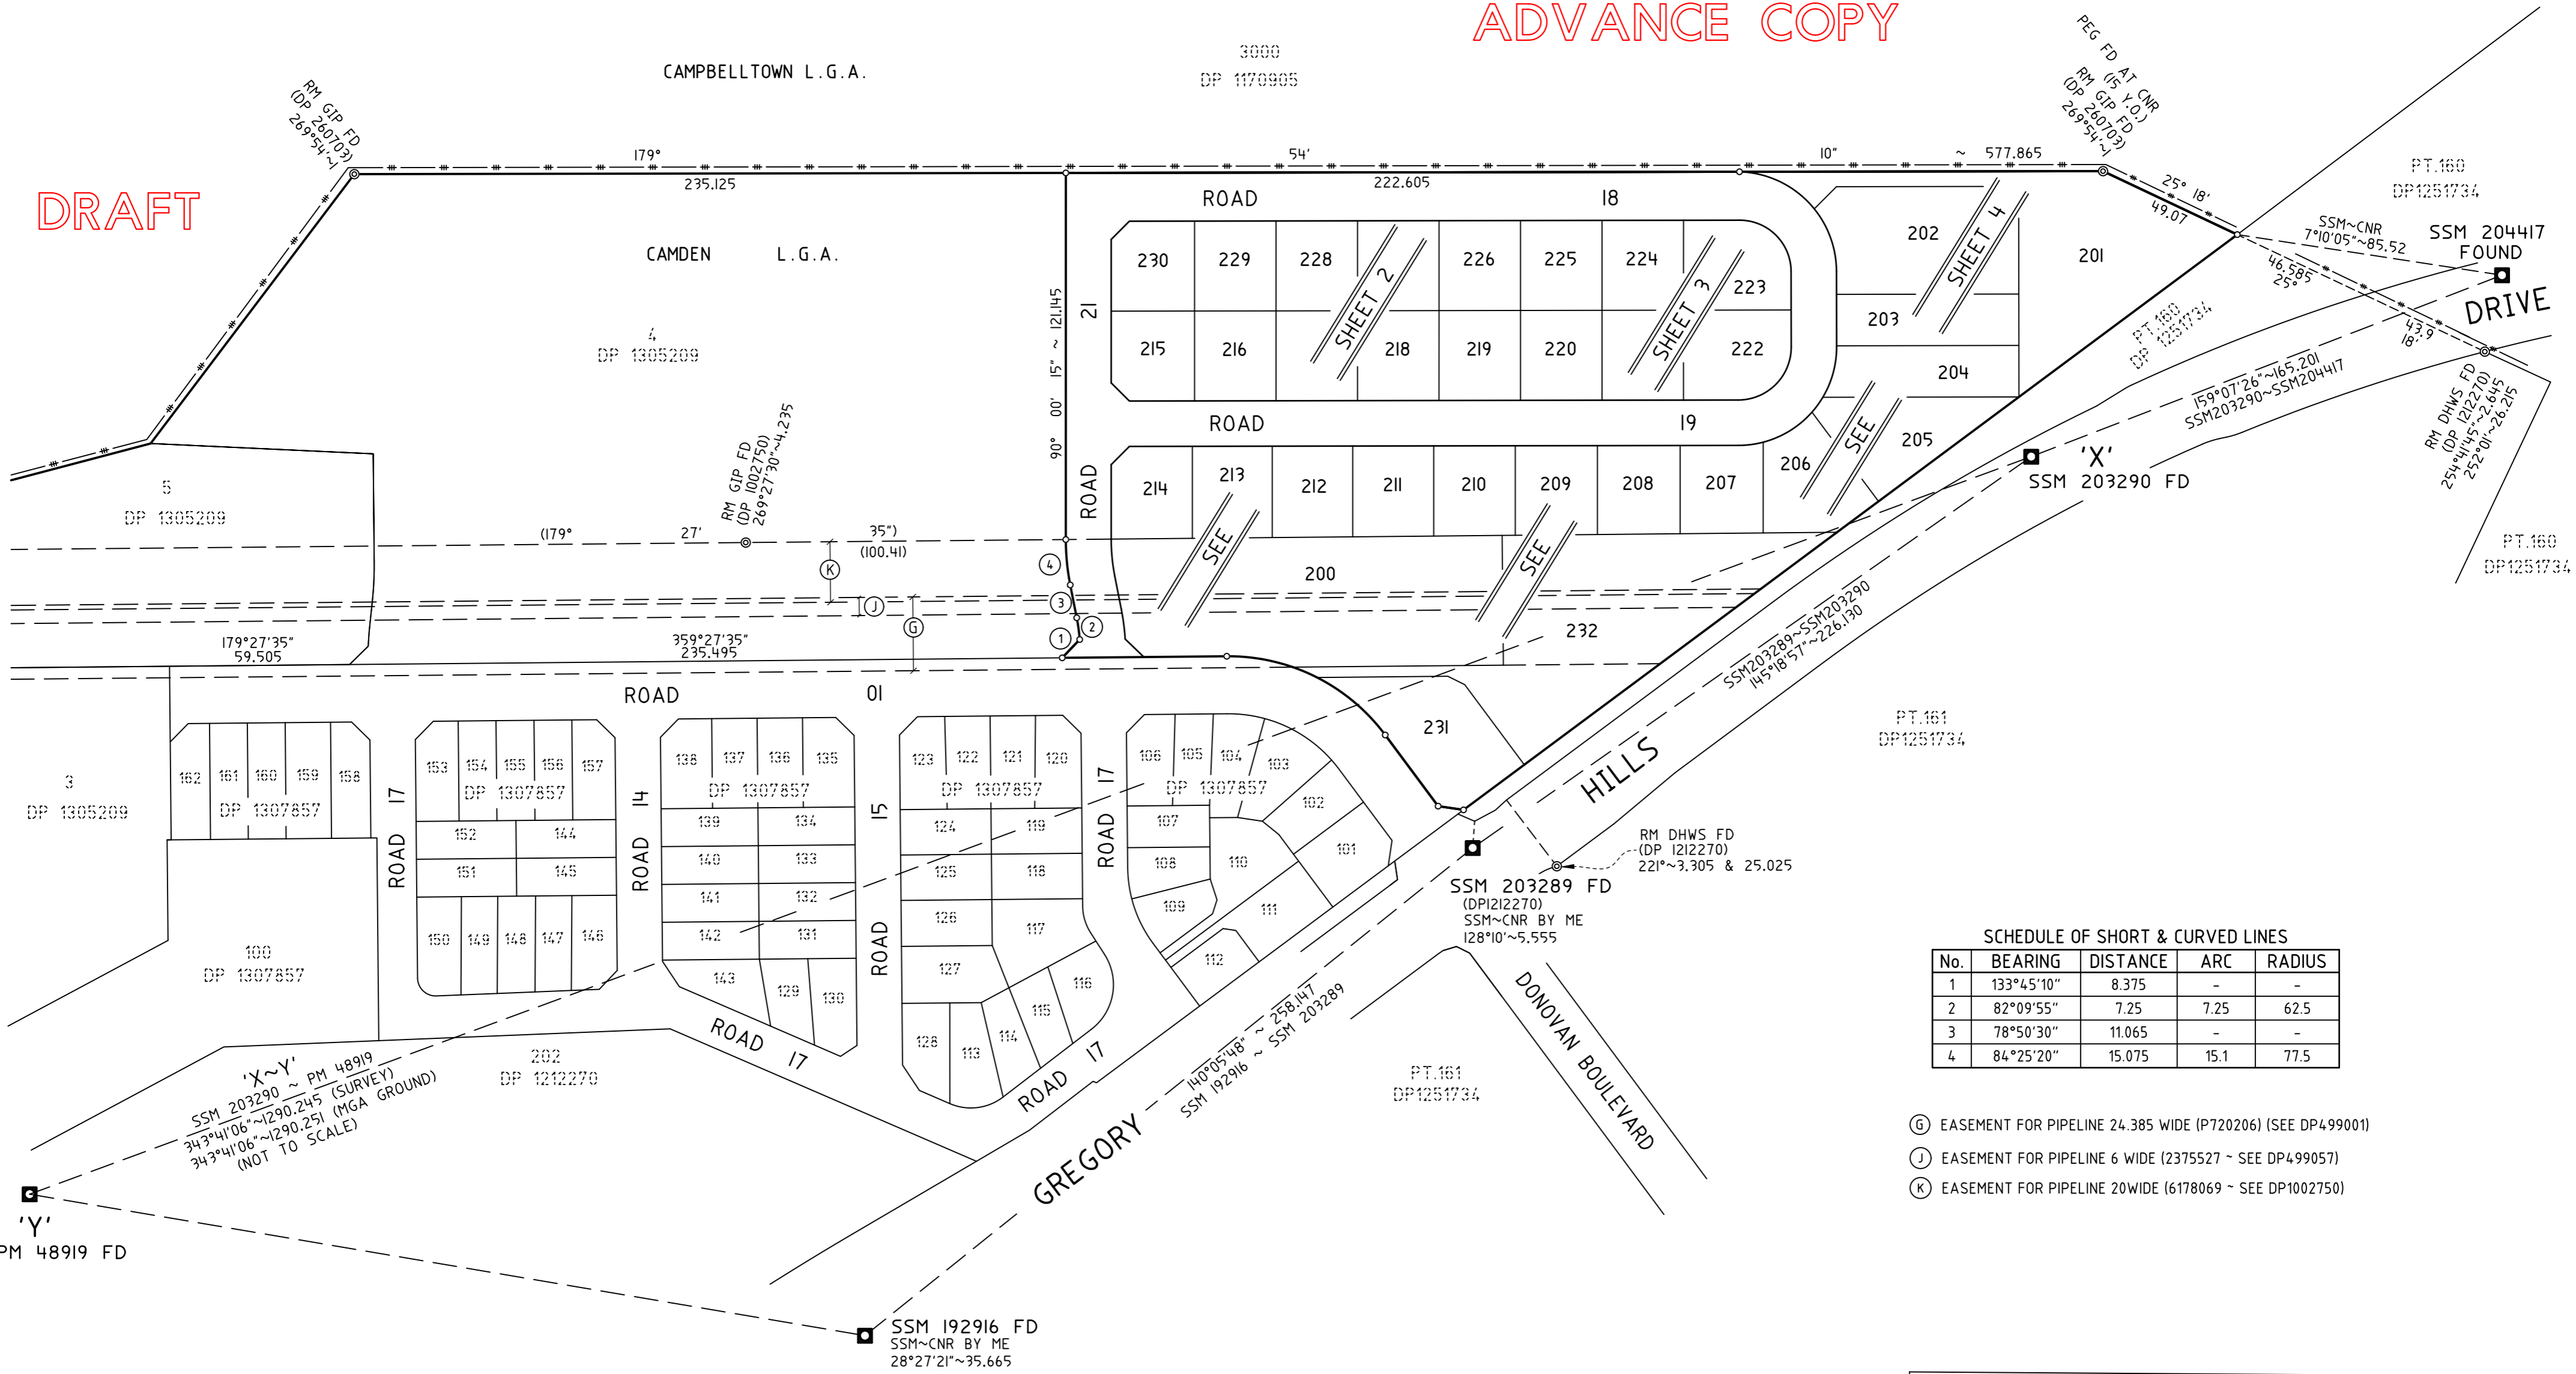 ADVANCE COPY
DRAFT
CAMPBELLTOWN L.G.A.
3000
DP 1170905
RM GIP FD
(DP 260703)
269°54'~1
PEG FD AT CNR
(15 Y.O.)
RM GIP FD
(DP 260703)
269°54'~1
179° 54' 10" ~ 577.865
235.125
222.605
25° 18'
49.07
PT.160
DP1251734
SSM~CNR
7°10'05"~85.52
SSM 204417
FOUND
46.585
25°
43.9
18'
DRIVE
CAMDEN L.G.A.
4
DP 1305209
90° 00' 15" ~ 121.145
ROAD 18
21
ROAD
230
229
228
226
225
224
223
215
216
218
219
220
222
SHEET 2
SHEET 3
SHEET 4
202
201
203
204
205
206
ROAD 19
214
213
212
211
210
209
208
207
SEE
SEE
SEE
200
232
231
PT.160
DP 1251734
159°07'26"~165.201
SSM203290~SSM204417
RM DHWS FD
(DP 1212270)
254°41'45"~2.645
252°01'~26.215
'X'
SSM 203290 FD
PT.160
DP1251734
5
DP 1305209
RM GIP FD
(DP 1002750)
269°27'30"~4.235
(179° 27' 35")
(100.41)
K
J
G
4
3
2
1
179°27'35"
59.505
359°27'35"
235.495
SSM203289~SSM203290
145°18'57"~226.130
ROAD 01
PT.161
DP1251734
HILLS
3
DP 1305209
162
161
160
159
158
DP 1307857
ROAD 17
153
154
155
156
157
DP 1307857
152
144
151
145
150
149
148
147
146
ROAD 14
138
137
136
135
DP 1307857
139
134
140
133
141
132
142
131
143
129
130
ROAD 15
123
122
121
120
DP 1307857
124
119
125
118
126
117
127
116
128
113
114
115
ROAD 17
106
105
104
103
DP 1307857
102
107
101
108
110
109
111
112
ROAD 17
ROAD 17
100
DP 1307857
202
DP 1212270
RM DHWS FD
(DP 1212270)
221°~3.305 & 25.025
SSM 203289 FD
(DP1212270)
SSM~CNR BY ME
128°10'~5.555
140°05'48" ~ 258.147
SSM 192916 ~ SSM 203289
GREGORY
DONOVAN BOULEVARD
PT.161
DP1251734
'X~Y'
SSM 203290 ~ PM 48919
343°41'06"~1290.245 (SURVEY)
343°41'06"~1290.251 (MGA GROUND)
(NOT TO SCALE)
'Y'
PM 48919 FD
SSM 192916 FD
SSM~CNR BY ME
28°27'21"~35.665
SCHEDULE OF SHORT & CURVED LINES
No. BEARING DISTANCE ARC RADIUS
1 133°45'10" 8.375 - -
2 82°09'55" 7.25 7.25 62.5
3 78°50'30" 11.065 - -
4 84°25'20" 15.075 15.1 77.5
G EASEMENT FOR PIPELINE 24.385 WIDE (P720206) (SEE DP499001)
J EASEMENT FOR PIPELINE 6 WIDE (2375527 ~ SEE DP499057)
K EASEMENT FOR PIPELINE 20WIDE (6178069 ~ SEE DP1002750)